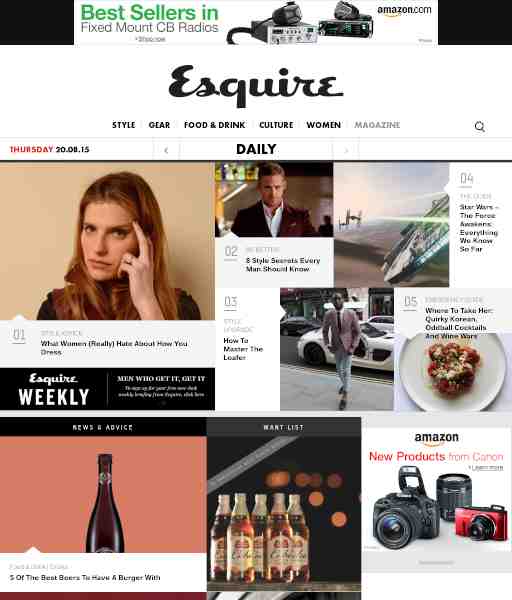 Best Sellers in
Fixed Mount CB Radios
›Shop now
amazon.com
Esquire
STYLE
GEAR
FOOD & DRINK
CULTURE
WOMEN
MAGAZINE
THURSDAY 20.08.15
‹
DAILY
›
01
STYLE ADVICE
What Women (Really) Hate About How You
Dress
02
BE BETTER
8 Style Secrets Every
Man Should Know
03
STYLE
UPGRADE
How To
Master The
Loafer
04
THE GUIDE
Star Wars –
The Force
Awakens:
Everything
We Know
So Far
05
Where To Take Her:
Quirky Korean,
Oddball Cocktails
And Wine Wars
Esquire
WEEKLY
MEN WHO GET IT, GET IT
To sign up for your free new-look
weekly briefing from Esquire, click here
NEWS & ADVICE
Food & Drink | Drinks
5 Of The Best Beers To Have A Burger With
WANT LIST
amazon
New Products from Canon
›Learn more